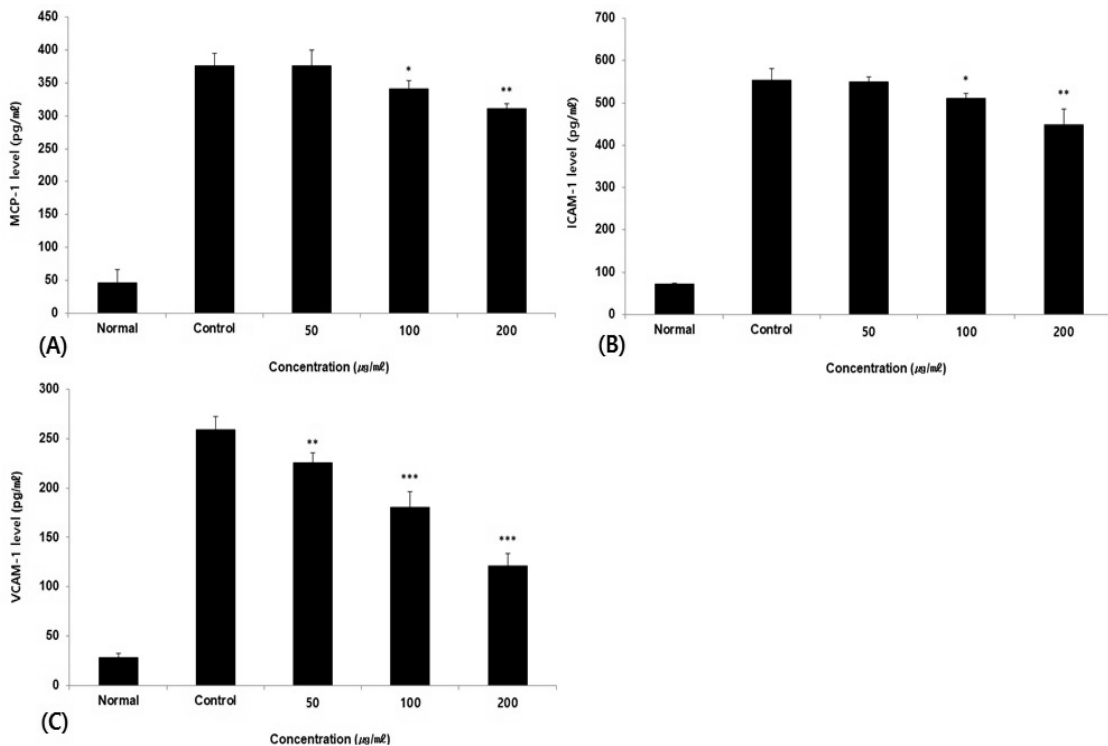 450
400
350
300
250
200
150
100
50
0
MCP-1 level (pg/㎖)
*
**
Normal Control 50 100 200
(A)
Concentration (㎍/㎖)
700
600
500
400
300
200
100
0
ICAM-1 level (pg/㎖)
*
**
Normal Control 50 100 200
(B)
Concentration (㎍/㎖)
300
250
200
150
100
50
0
VCAM-1 level (pg/㎖)
**
***
***
Normal Control 50 100 200
(C)
Concentration (㎍/㎖)